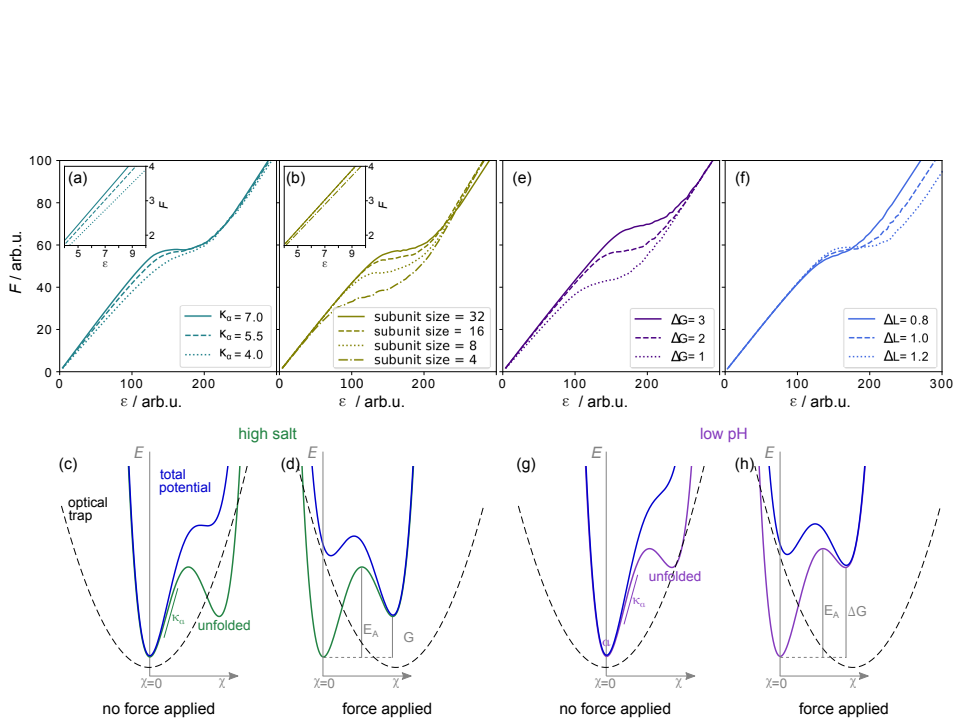 (a)
4
3
2
F
5
7
9
ε
κα = 7.0
κα = 5.5
κα = 4.0
100
80
60
40
20
0
F / arb.u.
0
200
ε / arb.u.
(b)
4
3
2
F
5
7
9
ε
subunit size = 32
subunit size = 16
subunit size = 8
subunit size = 4
0
200
ε / arb.u.
(e)
ΔG= 3
ΔG= 2
ΔG= 1
0
200
ε / arb.u.
(f)
ΔL= 0.8
ΔL= 1.0
ΔL= 1.2
0
200
300
ε / arb.u.
high salt
low pH
(c)
E
total
potential
optical
trap
κα
unfolded
χ=0
χ
no force applied
(d)
E
EA
G
χ=0
χ
force applied
(g)
E
unfolded
κα
α
χ=0
χ
no force applied
(h)
E
EA
ΔG
χ=0
χ
force applied